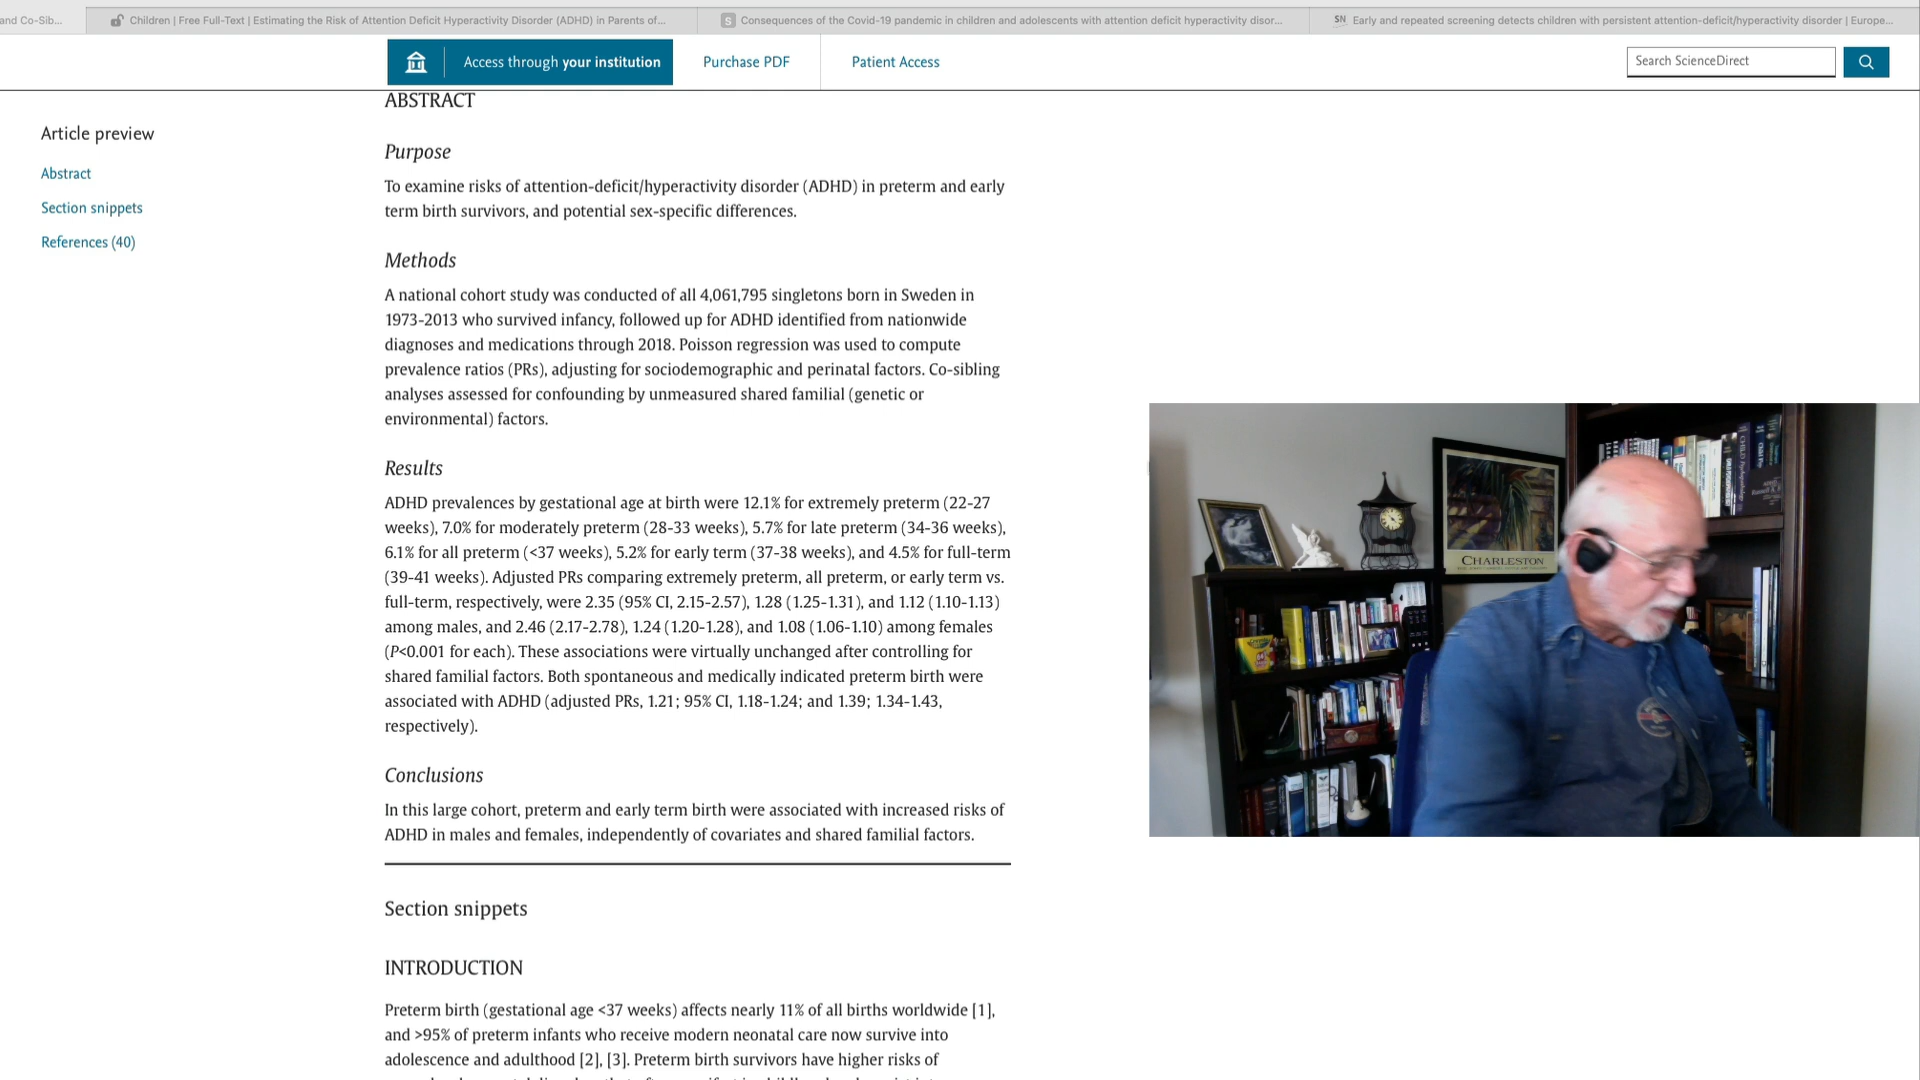 and Co-Sib...
Children | Free Full-Text | Estimating the Risk of Attention Deficit Hyperactivity Disorder (ADHD) in Parents of...
S Consequences of the Covid-19 pandemic in children and adolescents with attention deficit hyperactivity disor...
SN Early and repeated screening detects children with persistent attention-deficit/hyperactivity disorder | Europe...
Access through your institution
Purchase PDF
Patient Access
Search ScienceDirect
Article preview
Abstract
Section snippets
References (40)
ABSTRACT
Purpose
To examine risks of attention-deficit/hyperactivity disorder (ADHD) in preterm and early
term birth survivors, and potential sex-specific differences.
Methods
A national cohort study was conducted of all 4,061,795 singletons born in Sweden in
1973-2013 who survived infancy, followed up for ADHD identified from nationwide
diagnoses and medications through 2018. Poisson regression was used to compute
prevalence ratios (PRs), adjusting for sociodemographic and perinatal factors. Co-sibling
analyses assessed for confounding by unmeasured shared familial (genetic or
environmental) factors.
Results
ADHD prevalences by gestational age at birth were 12.1% for extremely preterm (22-27
weeks), 7.0% for moderately preterm (28-33 weeks), 5.7% for late preterm (34-36 weeks),
6.1% for all preterm (<37 weeks), 5.2% for early term (37-38 weeks), and 4.5% for full-term
(39-41 weeks). Adjusted PRs comparing extremely preterm, all preterm, or early term vs.
full-term, respectively, were 2.35 (95% CI, 2.15-2.57), 1.28 (1.25-1.31), and 1.12 (1.10-1.13)
among males, and 2.46 (2.17-2.78), 1.24 (1.20-1.28), and 1.08 (1.06-1.10) among females
(P<0.001 for each). These associations were virtually unchanged after controlling for
shared familial factors. Both spontaneous and medically indicated preterm birth were
associated with ADHD (adjusted PRs, 1.21; 95% CI, 1.18-1.24; and 1.39; 1.34-1.43,
respectively).
Conclusions
In this large cohort, preterm and early term birth were associated with increased risks of
ADHD in males and females, independently of covariates and shared familial factors.
Section snippets
INTRODUCTION
Preterm birth (gestational age <37 weeks) affects nearly 11% of all births worldwide [1],
and >95% of preterm infants who receive modern neonatal care now survive into
adolescence and adulthood [2], [3]. Preterm birth survivors have higher risks of
CHARLESTON